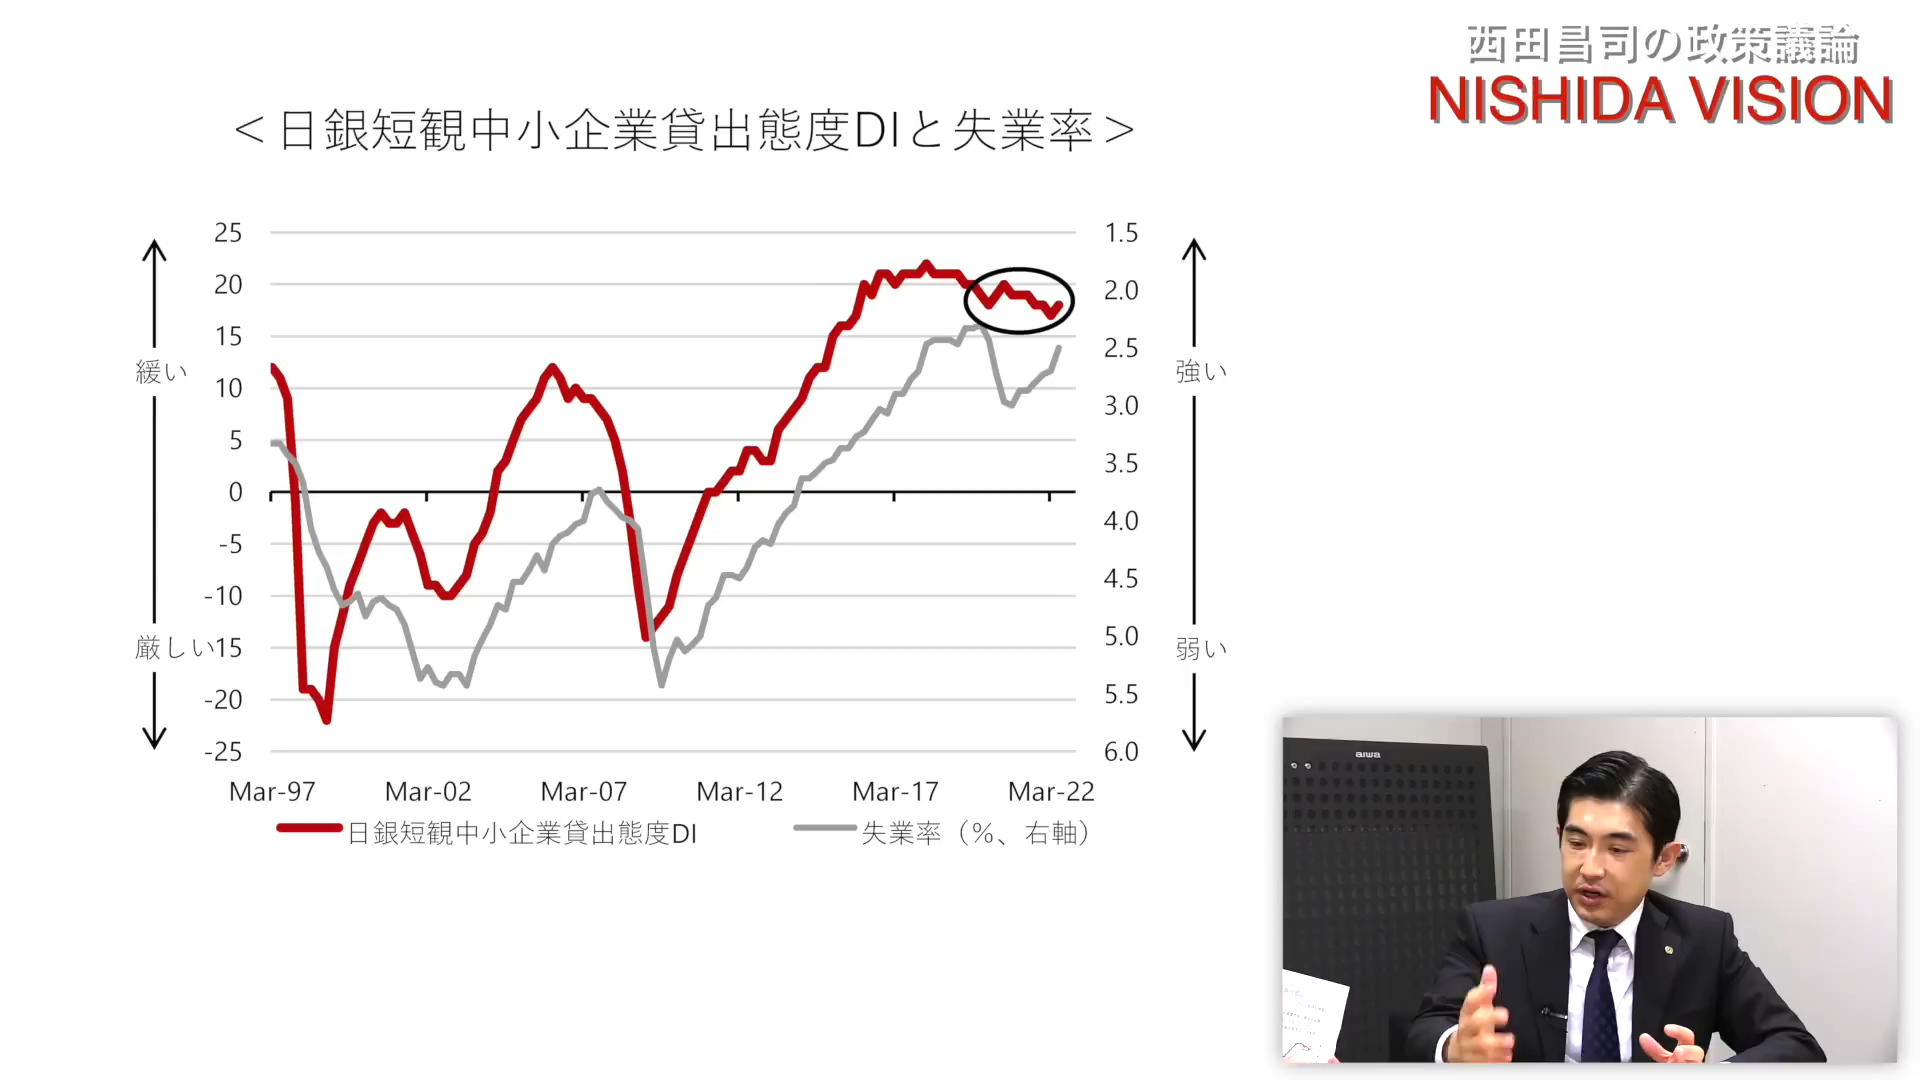 西田昌司の政策議論
NISHIDA VISION
＜日銀短観中小企業貸出態度DIと失業率＞
25
20
15
10
5
0
-5
-10
-15
-20
-25
緩い
厳しい
1.5
2.0
2.5
3.0
3.5
4.0
4.5
5.0
5.5
6.0
強い
弱い
Mar-97 Mar-02 Mar-07 Mar-12 Mar-17 Mar-22
日銀短観中小企業貸出態度DI 失業率（%、右軸）
aiwa